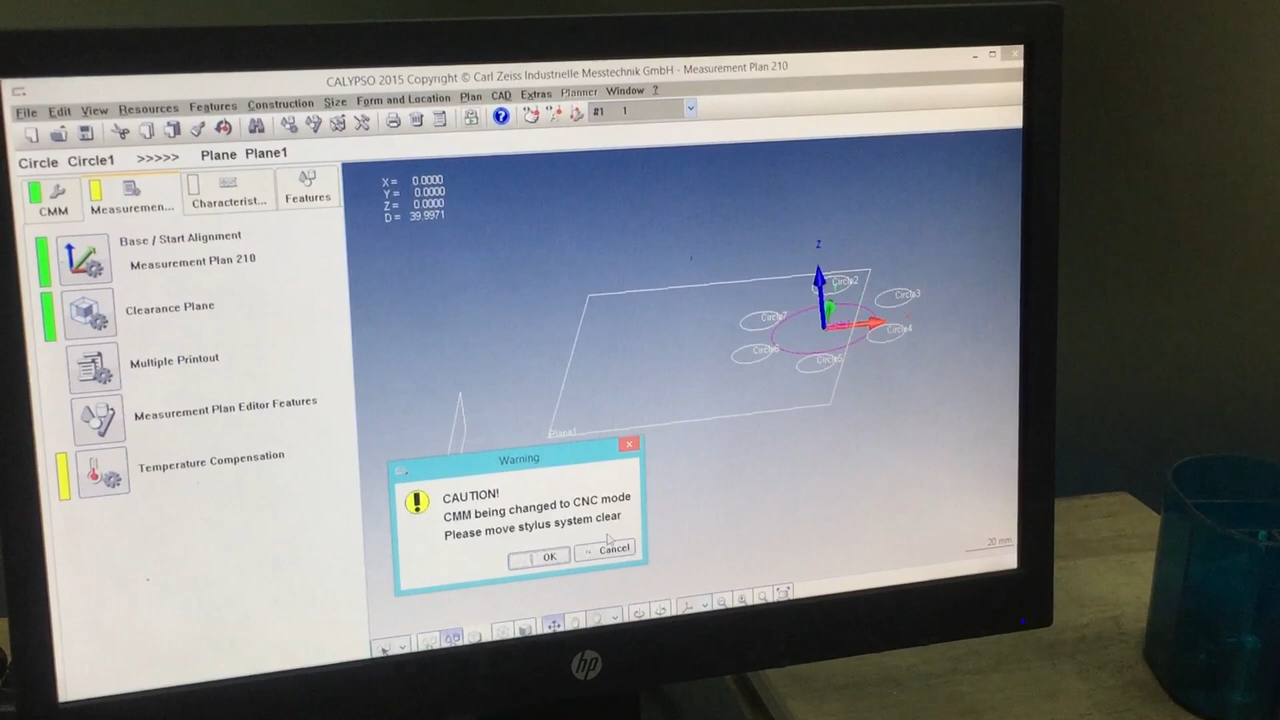 CALYPSO 2015 Copyright © Carl Zeiss Industrielle Messtechnik GmbH - Measurement Plan 210
File Edit View Resources Features Construction Size Form and Location Plan CAD Extras Planner Window ?
#1 1
Circle Circle1 >>>>> Plane Plane1
CMM Measuremen... Characterist... Features
Base / Start Alignment
Measurement Plan 210
Clearance Plane
Multiple Printout
Measurement Plan Editor Features
Temperature Compensation
X= 0.0000
Y= 0.0000
Z= 0.0000
D= 39.9971
Z
Circle2
Circle3
Circle7
Circle4
Circle6
Circle5
Plane1
Warning
CAUTION!
CMM being changed to CNC mode
Please move stylus system clear
OK Cancel
20 mm
hp